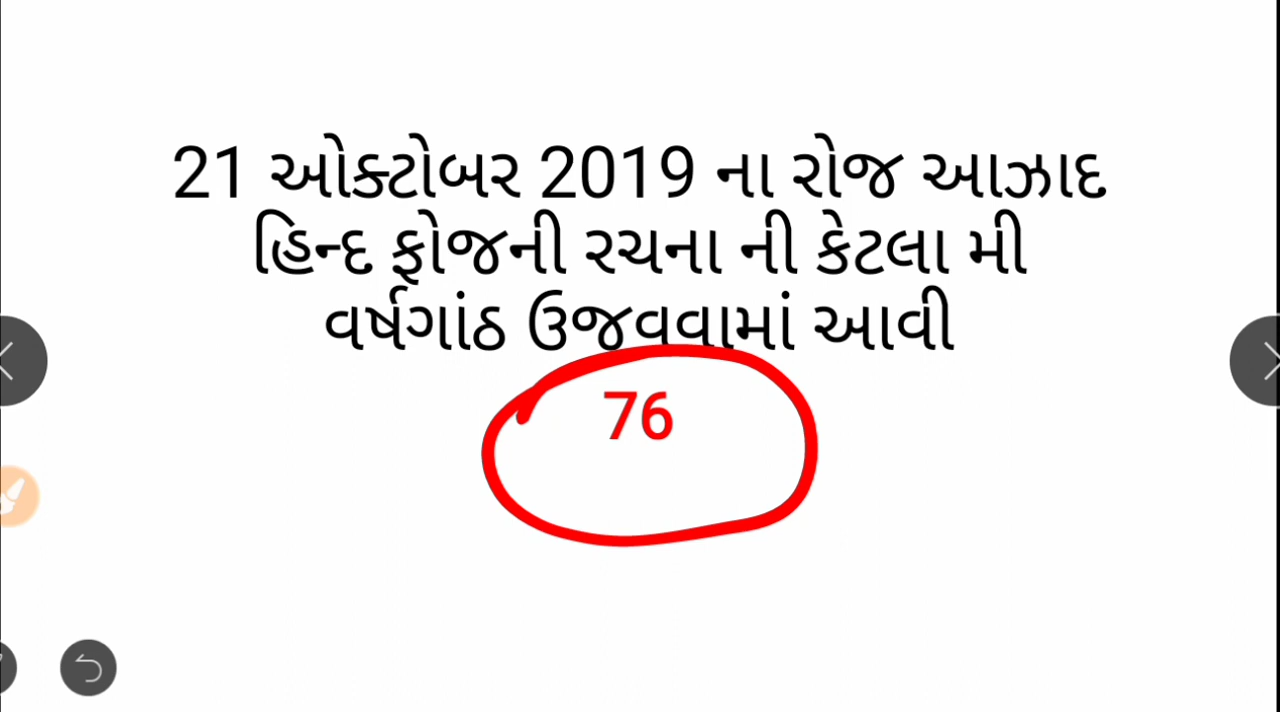 21 ઓક્ટોબર 2019 ના રોજ આઝાદ
હિન્દ ફોજની રચના ની કેટલા મી
વર્ષગાંઠ ઉજવવામાં આવી
76